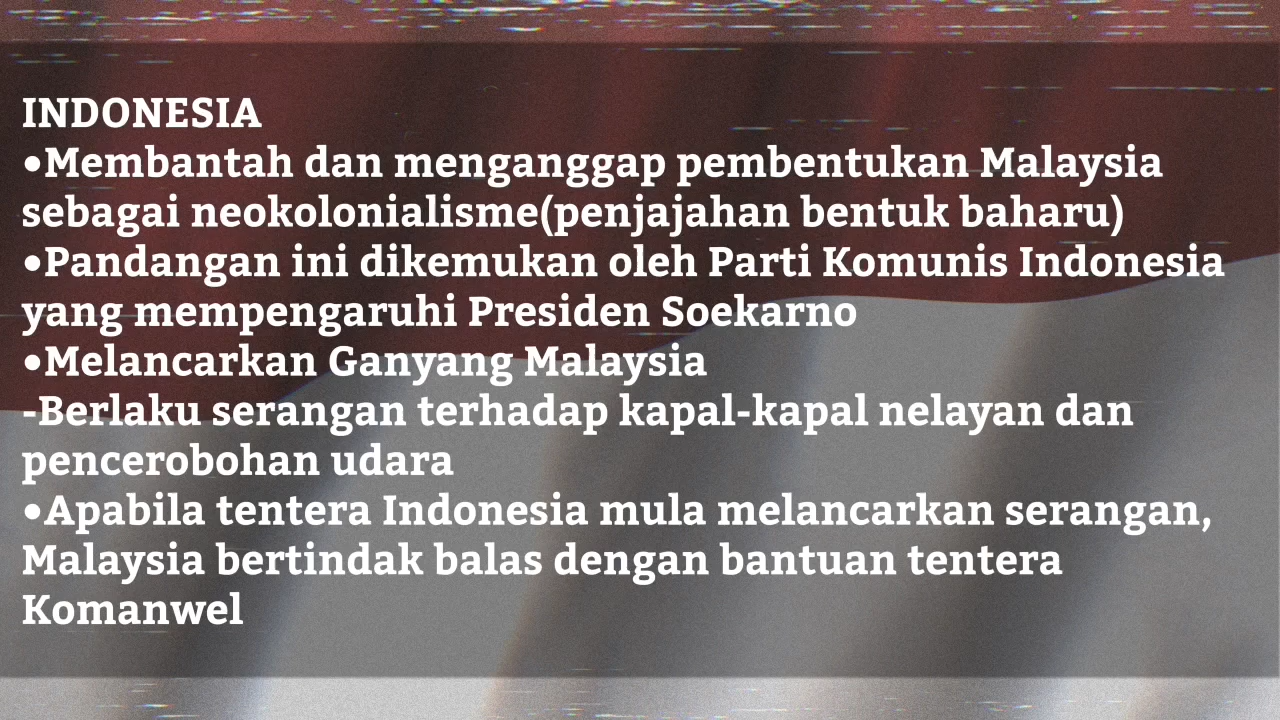 INDONESIA
•Membantah dan menganggap pembentukan Malaysia
sebagai neokolonialisme(penjajahan bentuk baharu)
•Pandangan ini dikemukan oleh Parti Komunis Indonesia
yang mempengaruhi Presiden Soekarno
•Melancarkan Ganyang Malaysia
-Berlaku serangan terhadap kapal-kapal nelayan dan
pencerobohan udara
•Apabila tentera Indonesia mula melancarkan serangan,
Malaysia bertindak balas dengan bantuan tentera
Komanwel